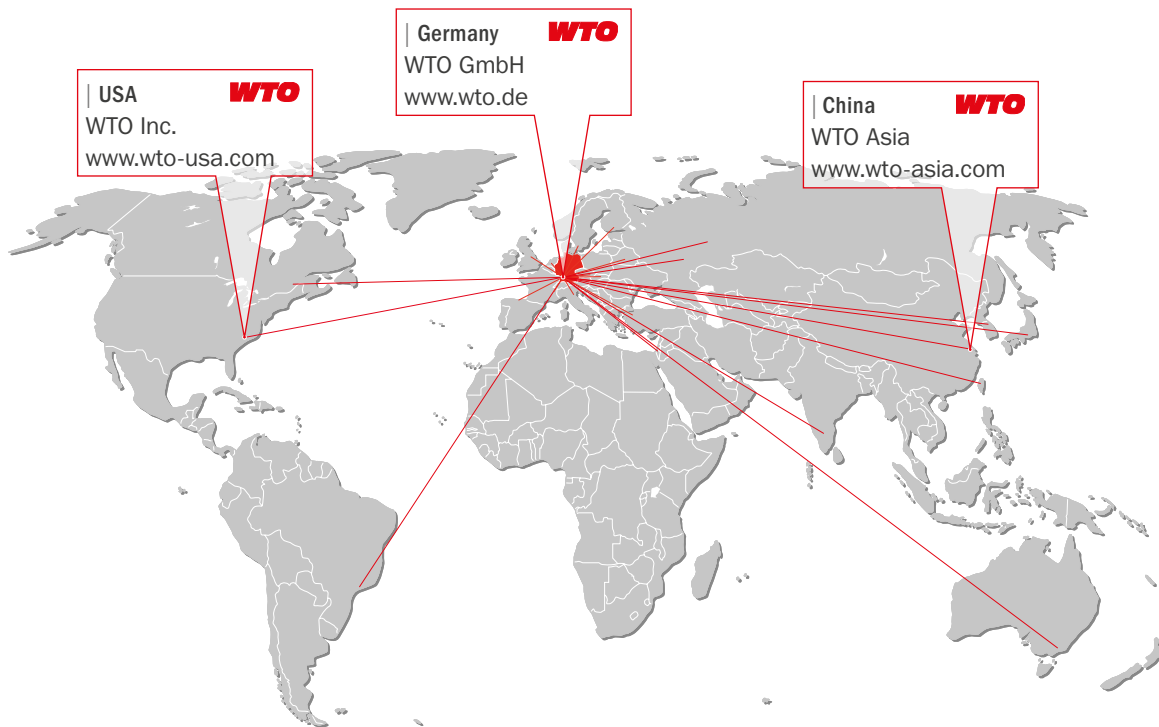 | Germany WTO
WTO GmbH
www.wto.de
| USA WTO
WTO Inc.
www.wto-usa.com
| China WTO
WTO Asia
www.wto-asia.com